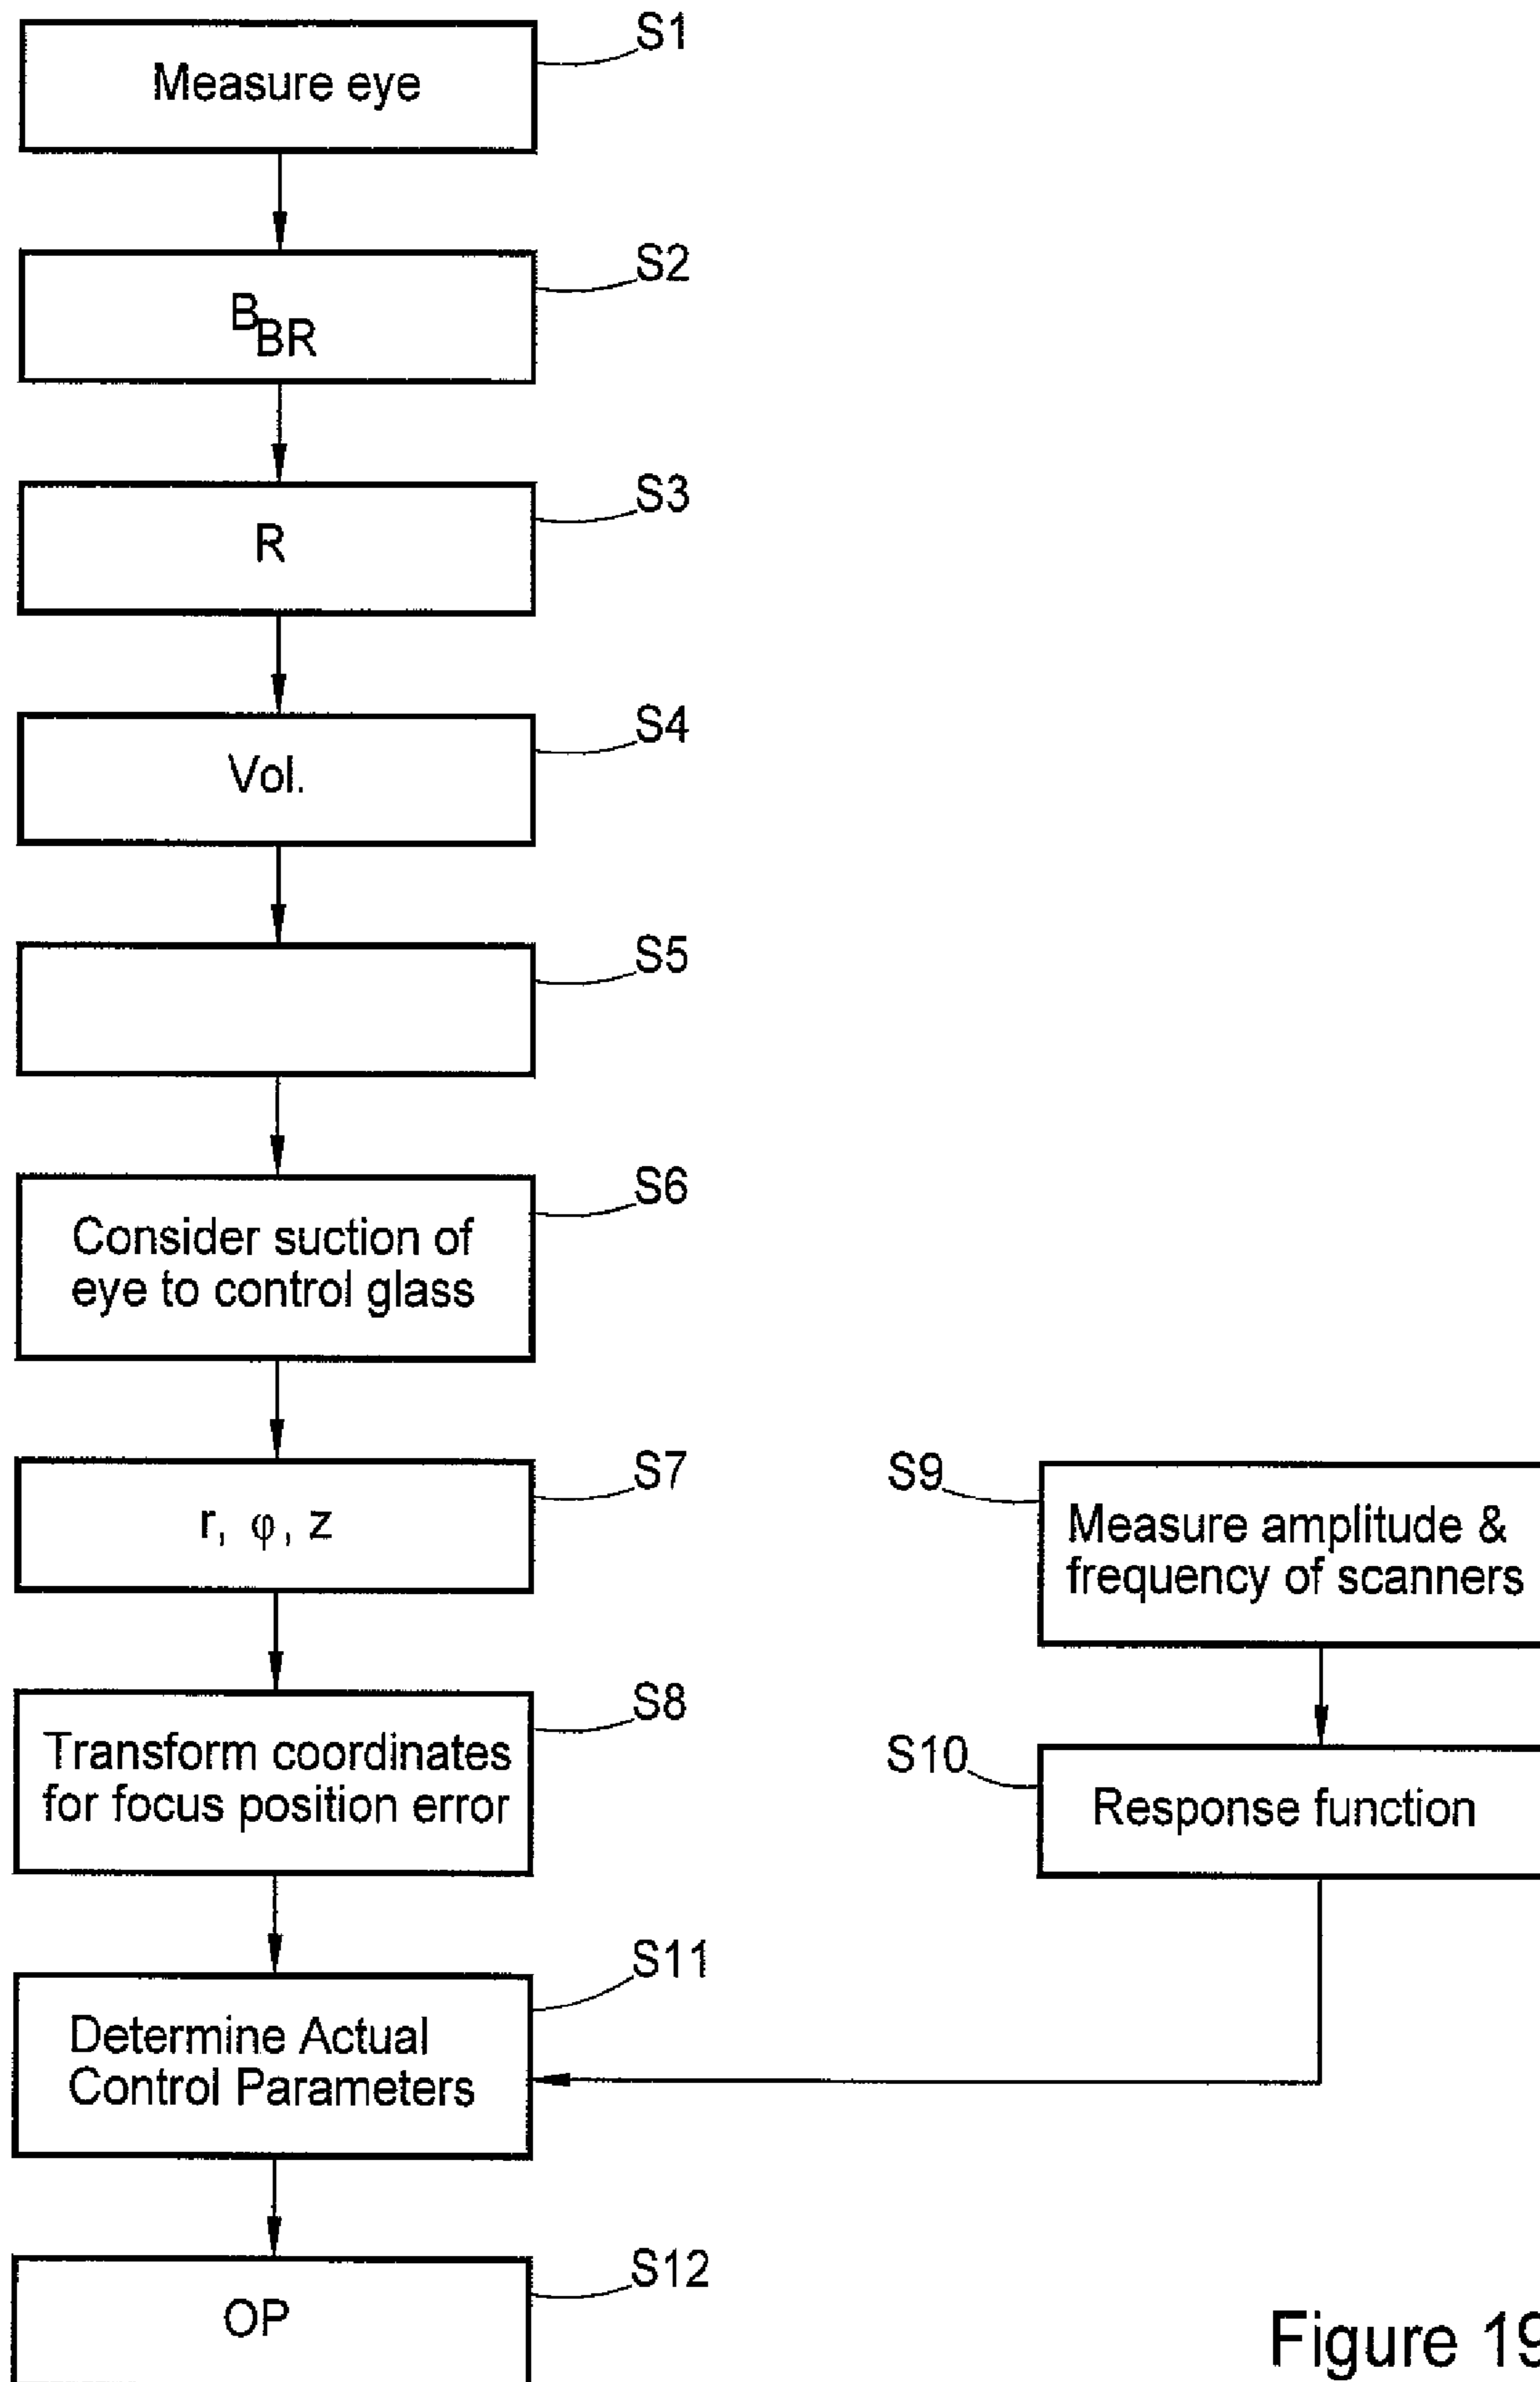 S1
Measure eye
S2
BBR
S3
R
S4
Vol.
S5
S6
Consider suction of
eye to control glass
S7
r, φ, z
S8
Transform coordinates
for focus position error
S9
Measure amplitude &
frequency of scanners
S10
Response function
S11
Determine Actual
Control Parameters
S12
OP
Figure 19